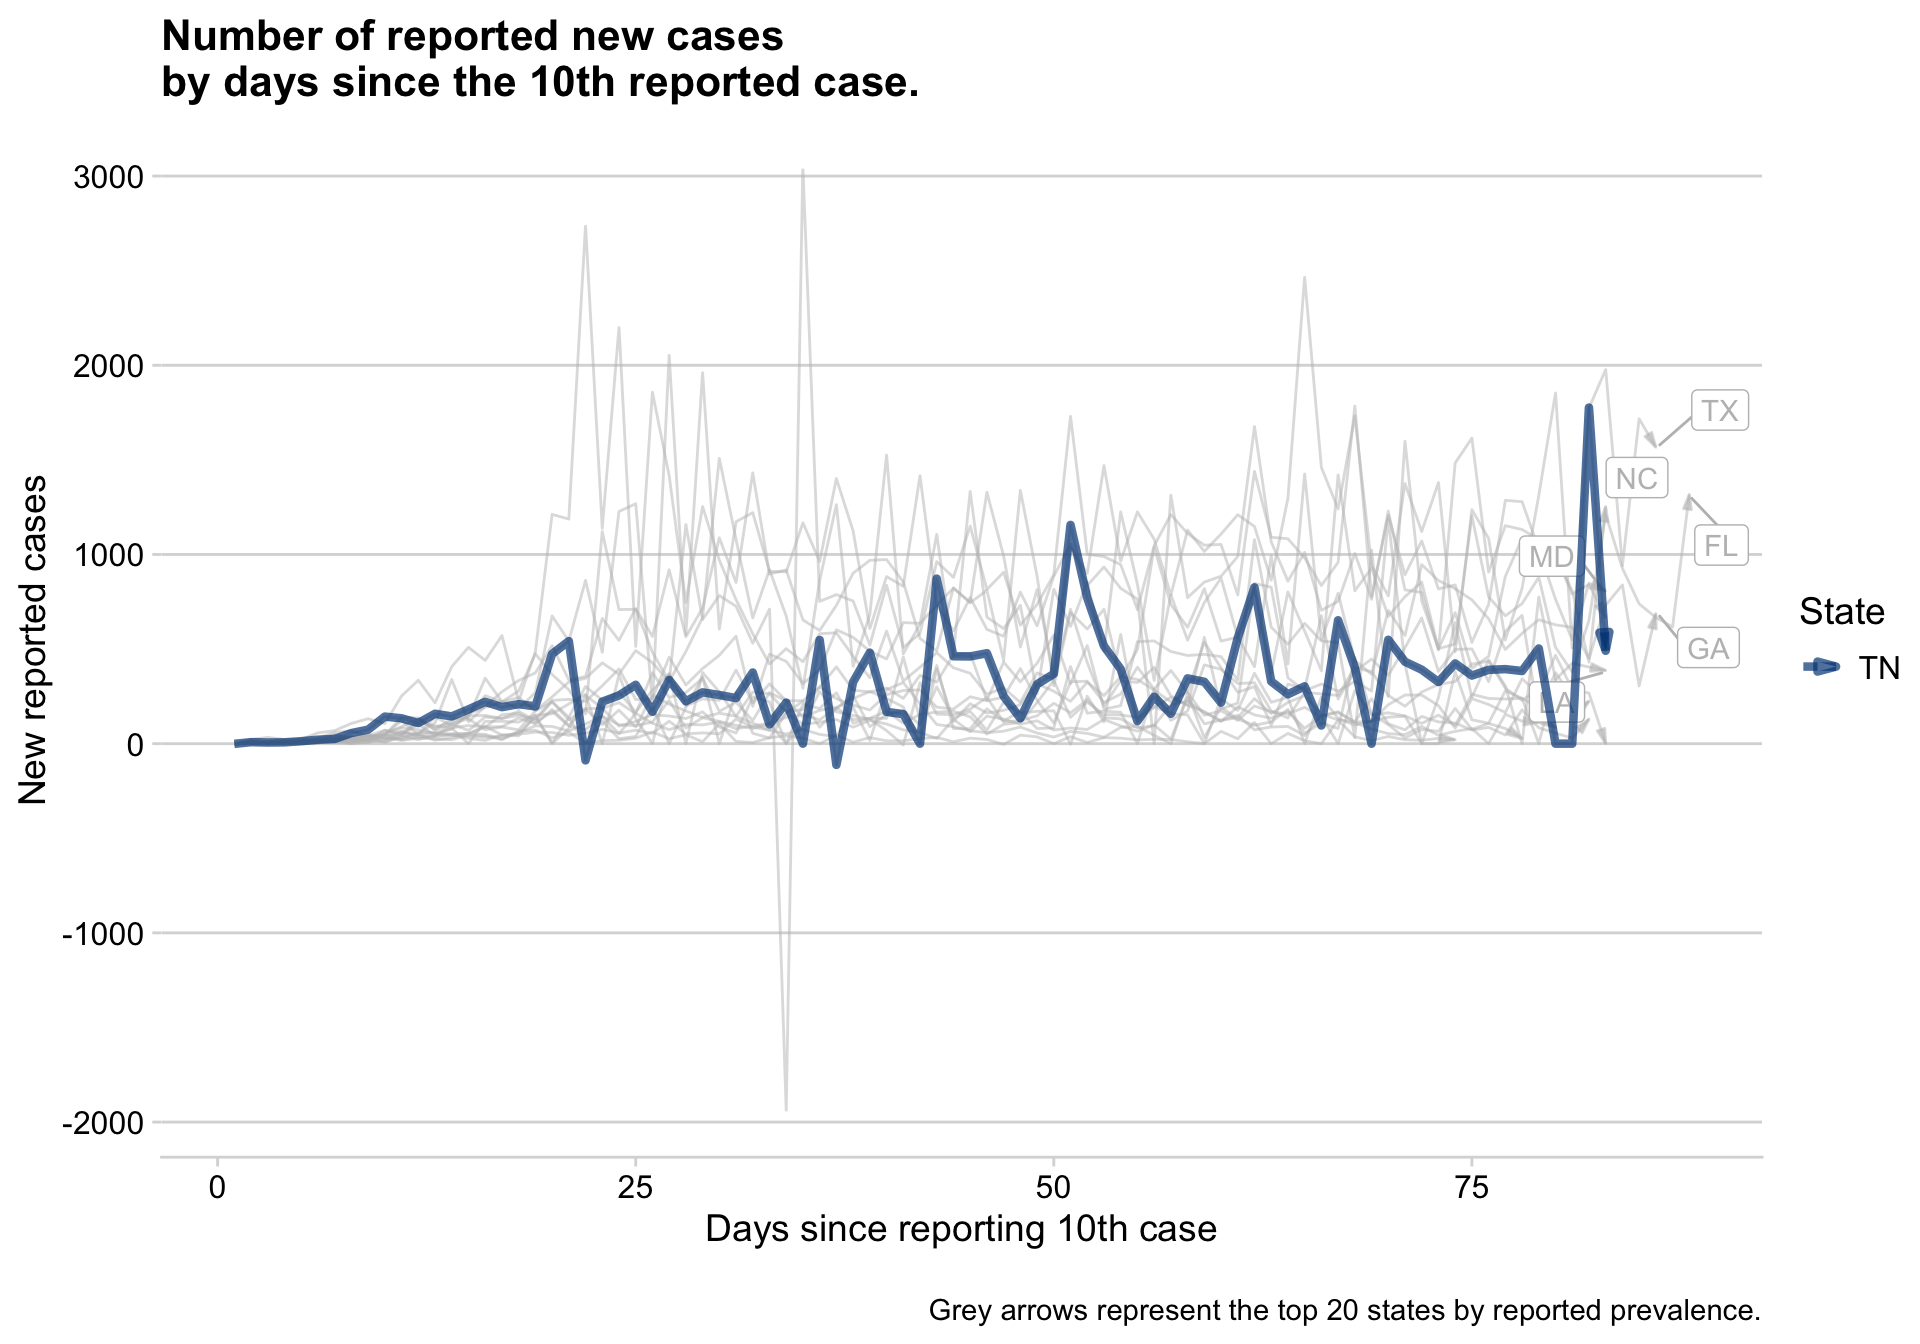 Number of reported new cases
by days since the 10th reported case.
3000
2000
1000
0
-1000
-2000
New reported cases
0
25
50
75
Days since reporting 10th case
TX
NC
FL
MD
GA
LA
State
TN
Grey arrows represent the top 20 states by reported prevalence.